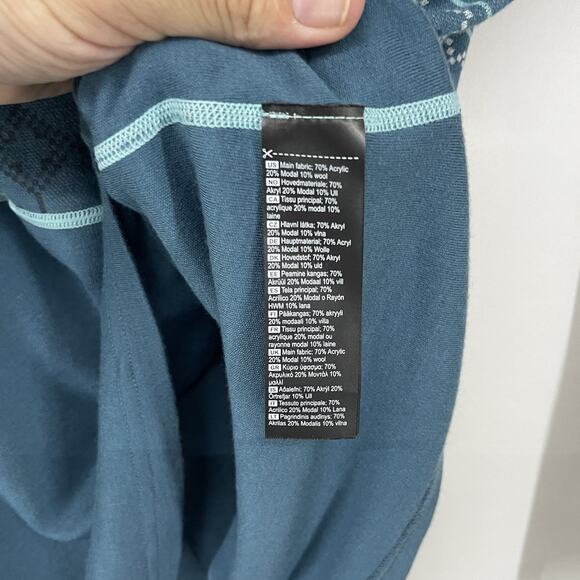 US Main fabric; 70% Acrylic
20% Modal 10% wool
NO Hovedmateriale; 70%
Akryl 20% Modal 10% Ull
CA Tissu principal; 70%
acrylique 20% modal 10%
laine
CZ Hlavní látka; 70% Akryl
20% Modal 10% vlna
DE Hauptmaterial; 70% Acryl
20% Modal 10% Wolle
DK Hovedstof; 70% Akryl
20% Modal 10% uld
EE Peamine kangas; 70%
Akrüül 20% Modaal 10% vill
ES Tela principal; 70%
Acrílico 20% Modal o Rayón
HWM 10% lana
FI Pääkangas; 70% akryyli
20% modaali 10% villa
FR Tissu principal; 70%
acrylique 20% modal ou
rayonne modal 10% laine
UK Main fabric; 70% Acrylic
20% Modal 10% wool
GR Κύριο ύφασμα; 70%
Ακρυλικό 20% Μοντάλ 10%
μαλλί
IS Aðalefni; 70% Akrýl 20%
Modal 10% Ull
IT Tessuto principale; 70%
Acrilico 20% Modal 10% Lana
LT Pagrindinis audinys; 70%
Akrilas 20% Modalis 10% vilna